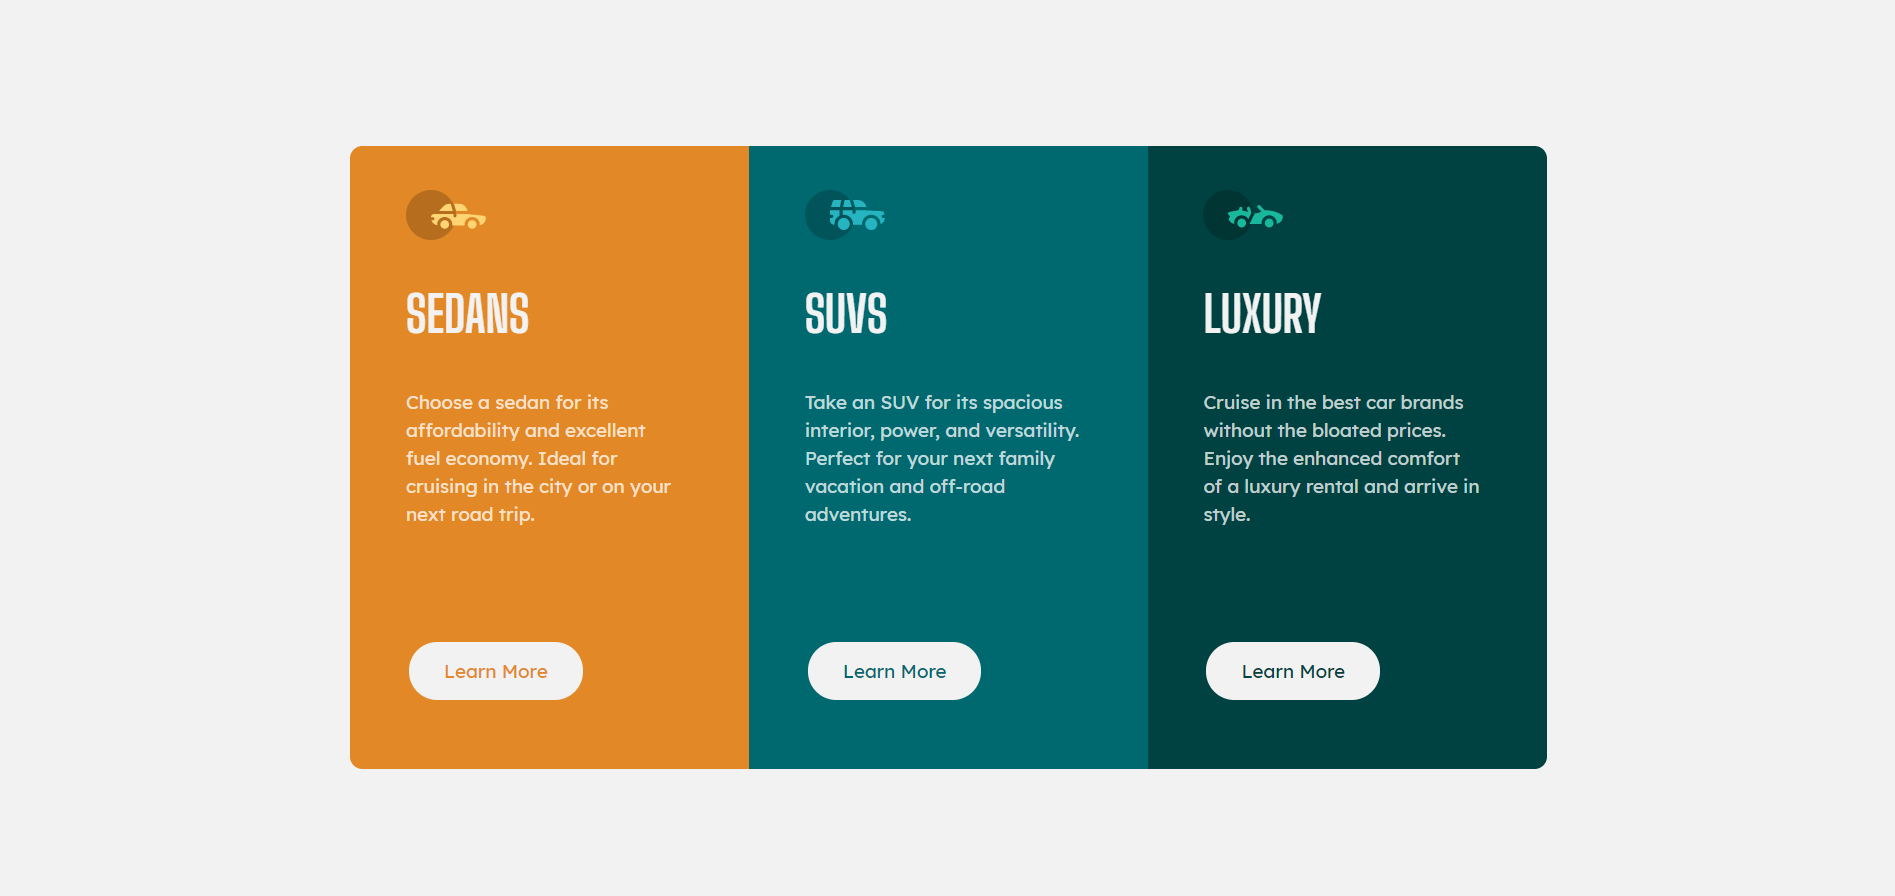 SEDANS
Choose a sedan for its
affordability and excellent
fuel economy. Ideal for
cruising in the city or on your
next road trip.
Learn More
SUVS
Take an SUV for its spacious
interior, power, and versatility.
Perfect for your next family
vacation and off-road
adventures.
Learn More
LUXURY
Cruise in the best car brands
without the bloated prices.
Enjoy the enhanced comfort
of a luxury rental and arrive in
style.
Learn More